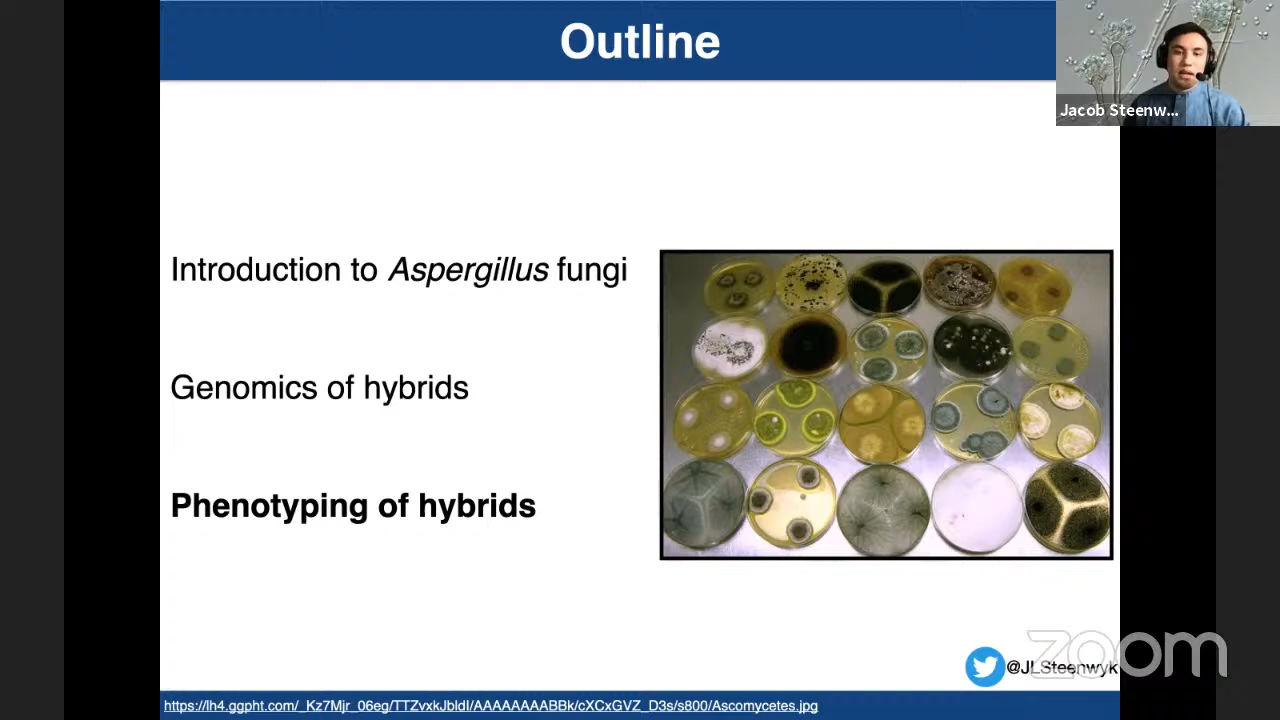 Outline
Jacob Steenw...
Introduction to Aspergillus fungi
Genomics of hybrids
Phenotyping of hybrids
@JLSteenwyk
zoom
https://lh4.ggpht.com/_Kz7Mjr_06eg/TTZvxkJbldI/AAAAAAAABBk/cXCxGVZ_D3s/s800/Ascomycetes.jpg